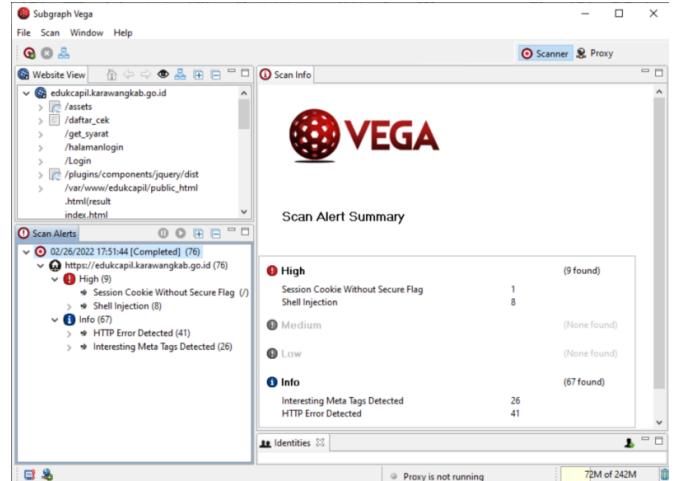 Subgraph Vega
File Scan Window Help
Scanner Proxy
Website View
edukcapil.karawangkab.go.id
/assets
/daftar_cek
/get_syarat
/halamanlogin
/Login
/plugins/components/jquery/dist
/var/www/edukcapil/public_html
.html(result
index.html
Scan Alerts
02/26/2022 17:51:44 [Completed] (76)
https://edukcapil.karawangkab.go.id (76)
High (9)
Session Cookie Without Secure Flag (/)
Shell Injection (8)
Info (67)
HTTP Error Detected (41)
Interesting Meta Tags Detected (26)
Scan Info
VEGA
Scan Alert Summary
High (9 found)
Session Cookie Without Secure Flag 1
Shell Injection 8
Medium (None found)
Low (None found)
Info (67 found)
Interesting Meta Tags Detected 26
HTTP Error Detected 41
Identities
Proxy is not running 72M of 242M